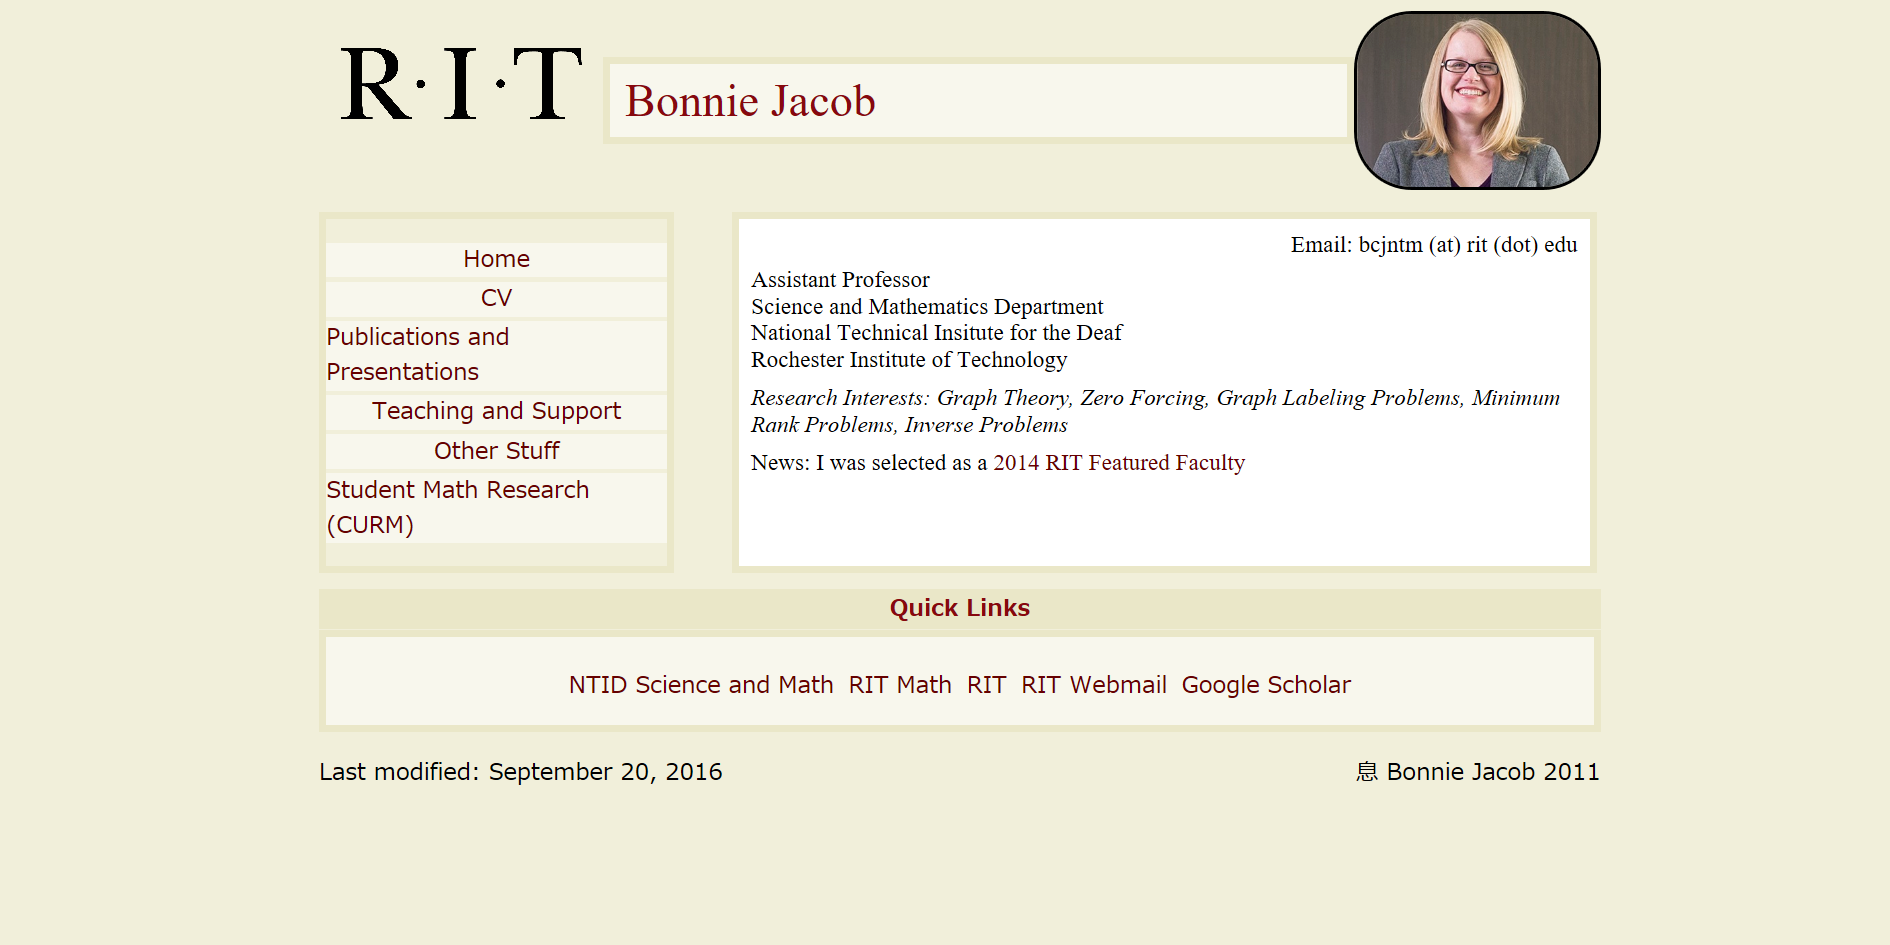 R·I·T
Bonnie Jacob
Home
CV
Publications and
Presentations
Teaching and Support
Other Stuff
Student Math Research
(CURM)
Email: bcjntm (at) rit (dot) edu
Assistant Professor
Science and Mathematics Department
National Technical Insitute for the Deaf
Rochester Institute of Technology
Research Interests: Graph Theory, Zero Forcing, Graph Labeling Problems, Minimum
Rank Problems, Inverse Problems
News: I was selected as a 2014 RIT Featured Faculty
Quick Links
NTID Science and Math RIT Math RIT RIT Webmail Google Scholar
Last modified: September 20, 2016
息 Bonnie Jacob 2011